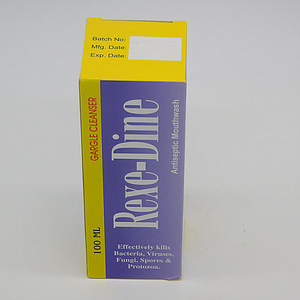 Batch No:
Mfg. Date:
Exp. Date:
GARGLE CLEANSER
Rexe-Dine
Antiseptic Mouthwash
100 ML
Effectively kills
Bacteria, Viruses,
Fungi, Spores &
Protozoa.